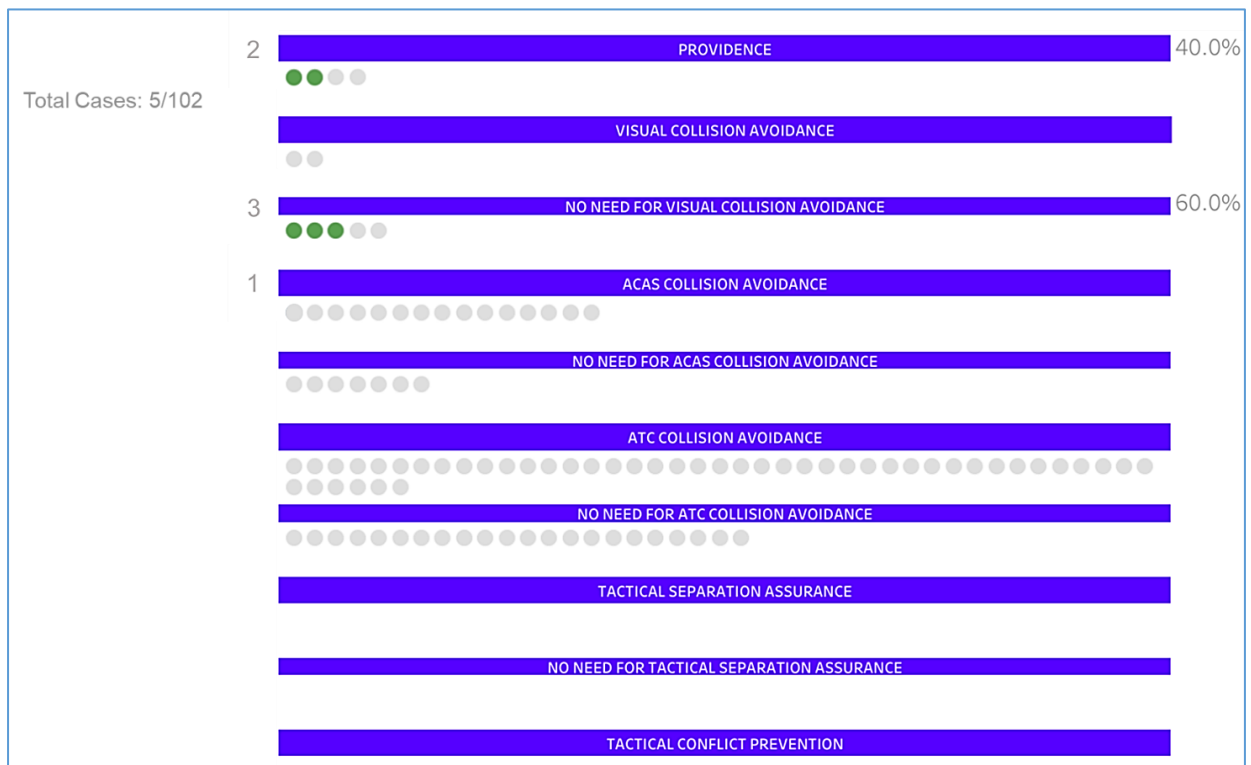 2 PROVIDENCE 40.0%
Total Cases: 5/102
VISUAL COLLISION AVOIDANCE
3 NO NEED FOR VISUAL COLLISION AVOIDANCE 60.0%
1 ACAS COLLISION AVOIDANCE
NO NEED FOR ACAS COLLISION AVOIDANCE
ATC COLLISION AVOIDANCE
NO NEED FOR ATC COLLISION AVOIDANCE
TACTICAL SEPARATION ASSURANCE
NO NEED FOR TACTICAL SEPARATION ASSURANCE
TACTICAL CONFLICT PREVENTION